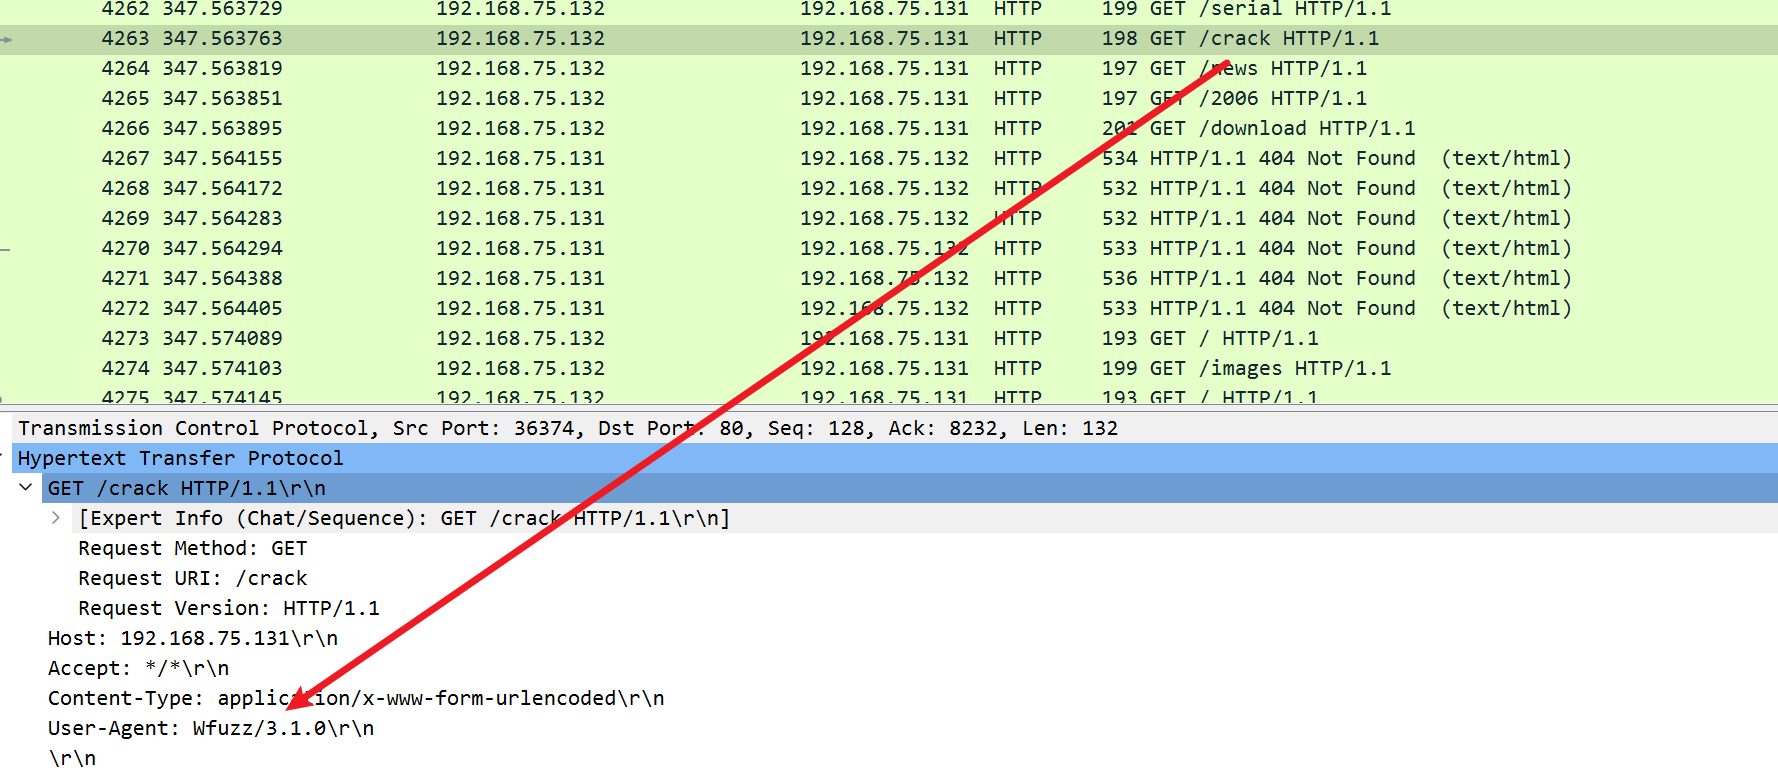 4262 347.563729 192.168.75.132 192.168.75.131 HTTP 199 GET /serial HTTP/1.1
4263 347.563763 192.168.75.132 192.168.75.131 HTTP 198 GET /crack HTTP/1.1
4264 347.563819 192.168.75.132 192.168.75.131 HTTP 197 GET /news HTTP/1.1
4265 347.563851 192.168.75.132 192.168.75.131 HTTP 197 GET /2006 HTTP/1.1
4266 347.563895 192.168.75.132 192.168.75.131 HTTP 201 GET /download HTTP/1.1
4267 347.564155 192.168.75.131 192.168.75.132 HTTP 534 HTTP/1.1 404 Not Found (text/html)
4268 347.564172 192.168.75.131 192.168.75.132 HTTP 532 HTTP/1.1 404 Not Found (text/html)
4269 347.564283 192.168.75.131 192.168.75.132 HTTP 532 HTTP/1.1 404 Not Found (text/html)
4270 347.564294 192.168.75.131 192.168.75.132 HTTP 533 HTTP/1.1 404 Not Found (text/html)
4271 347.564388 192.168.75.131 192.168.75.132 HTTP 536 HTTP/1.1 404 Not Found (text/html)
4272 347.564405 192.168.75.131 192.168.75.132 HTTP 533 HTTP/1.1 404 Not Found (text/html)
4273 347.574089 192.168.75.132 192.168.75.131 HTTP 193 GET / HTTP/1.1
4274 347.574103 192.168.75.132 192.168.75.131 HTTP 199 GET /images HTTP/1.1
4275 347.574145 192.168.75.132 192.168.75.131 HTTP 193 GET / HTTP/1.1
Transmission Control Protocol, Src Port: 36374, Dst Port: 80, Seq: 128, Ack: 8232, Len: 132
Hypertext Transfer Protocol
GET /crack HTTP/1.1\r\n
[Expert Info (Chat/Sequence): GET /crack HTTP/1.1\r\n]
Request Method: GET
Request URI: /crack
Request Version: HTTP/1.1
Host: 192.168.75.131\r\n
Accept: */*\r\n
Content-Type: application/x-www-form-urlencoded\r\n
User-Agent: Wfuzz/3.1.0\r\n
\r\n